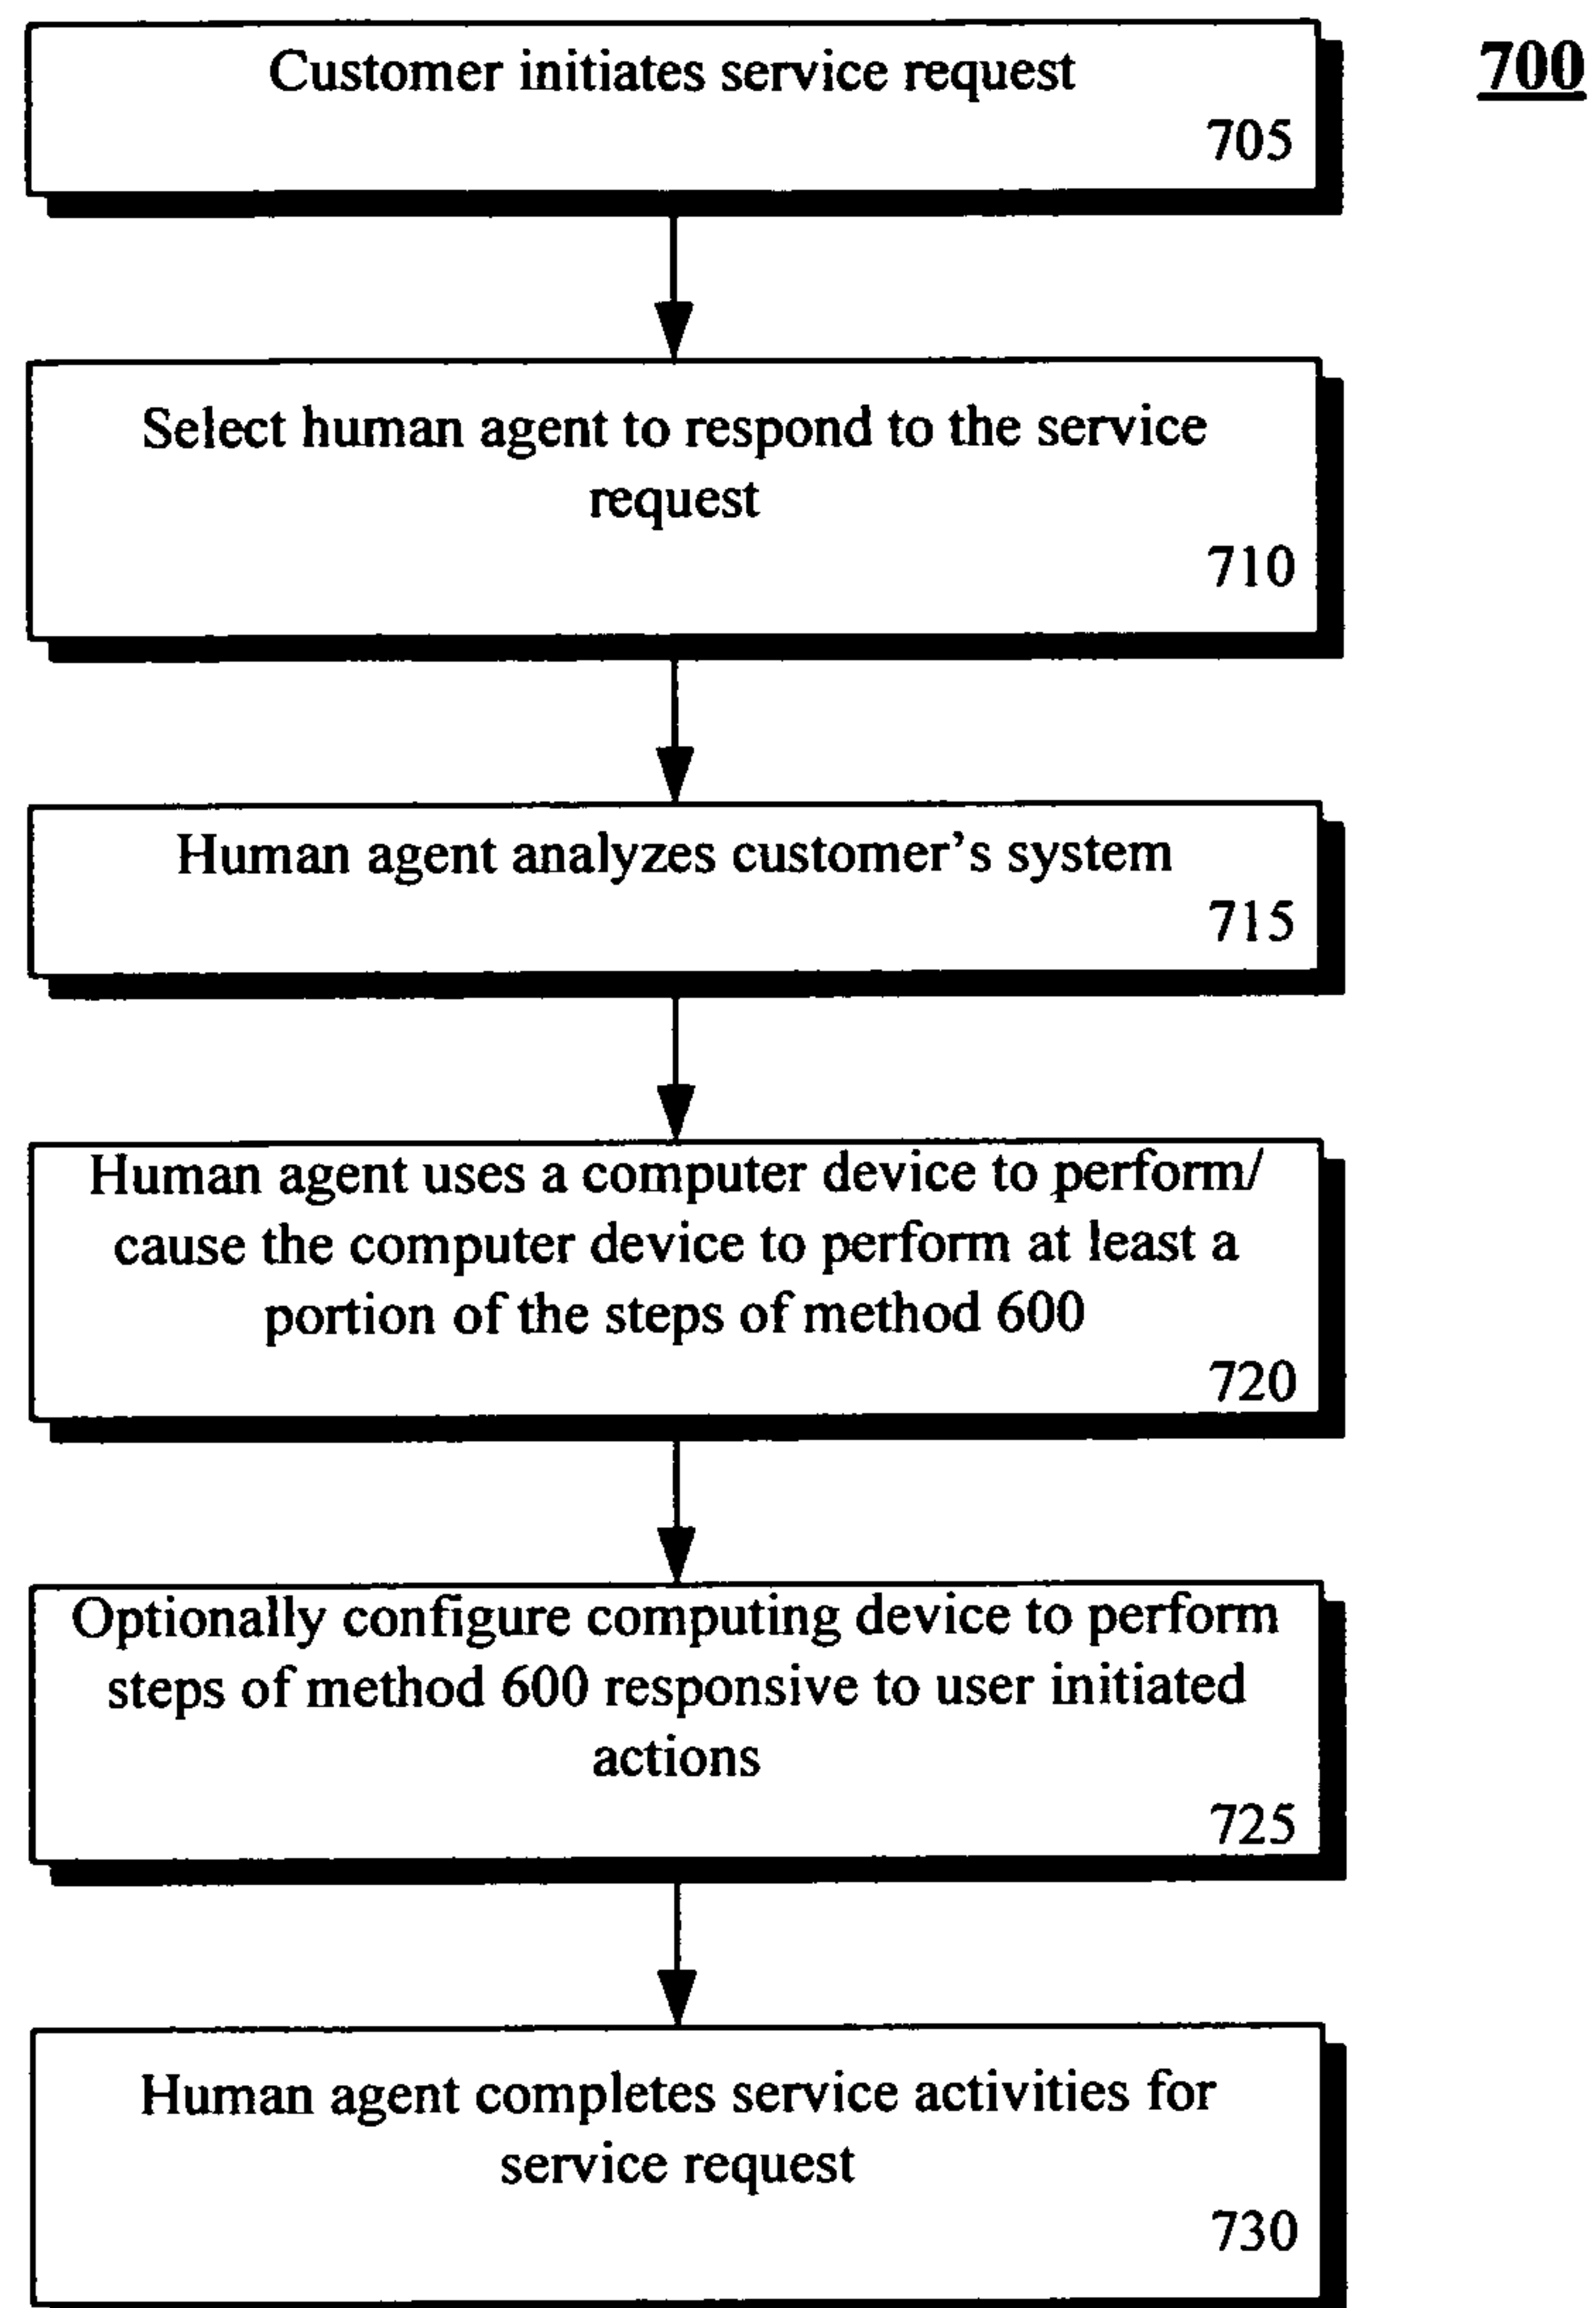 700
Customer initiates service request
705
Select human agent to respond to the service
request
710
Human agent analyzes customer's system
715
Human agent uses a computer device to perform/
cause the computer device to perform at least a
portion of the steps of method 600
720
Optionally configure computing device to perform
steps of method 600 responsive to user initiated
actions
725
Human agent completes service activities for
service request
730